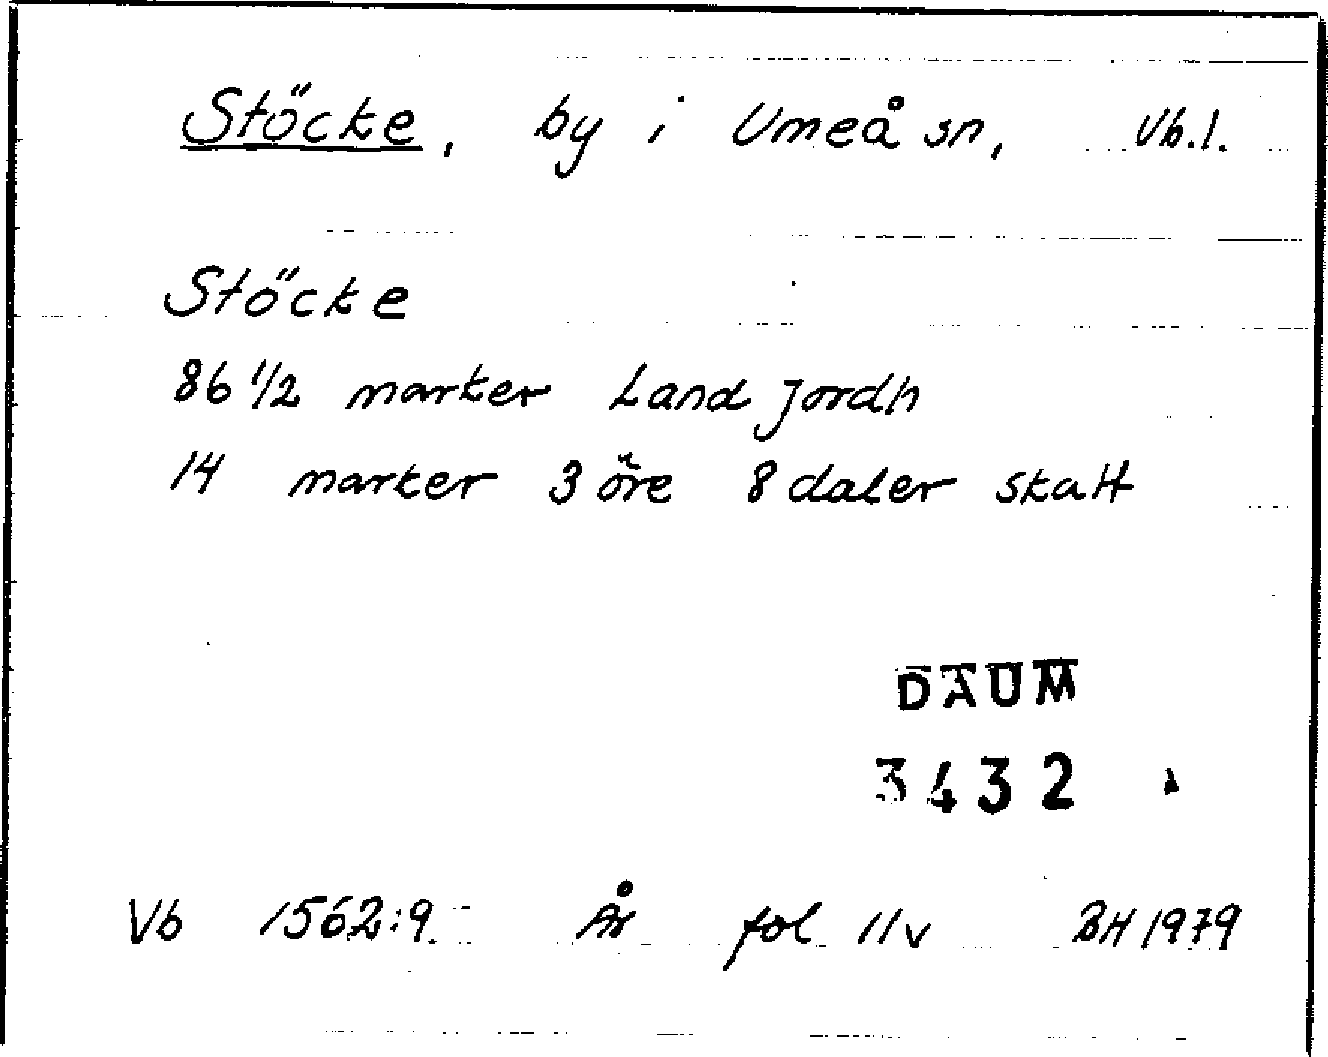 Stöcke, by i Umeå sn, Vb.l.
Stöcke
86 1/2 marker Land jordh
14 marker 3 öre 8 daler skatt
DAUM
3432
Vb 1562:9. År fol 11v BH 1979